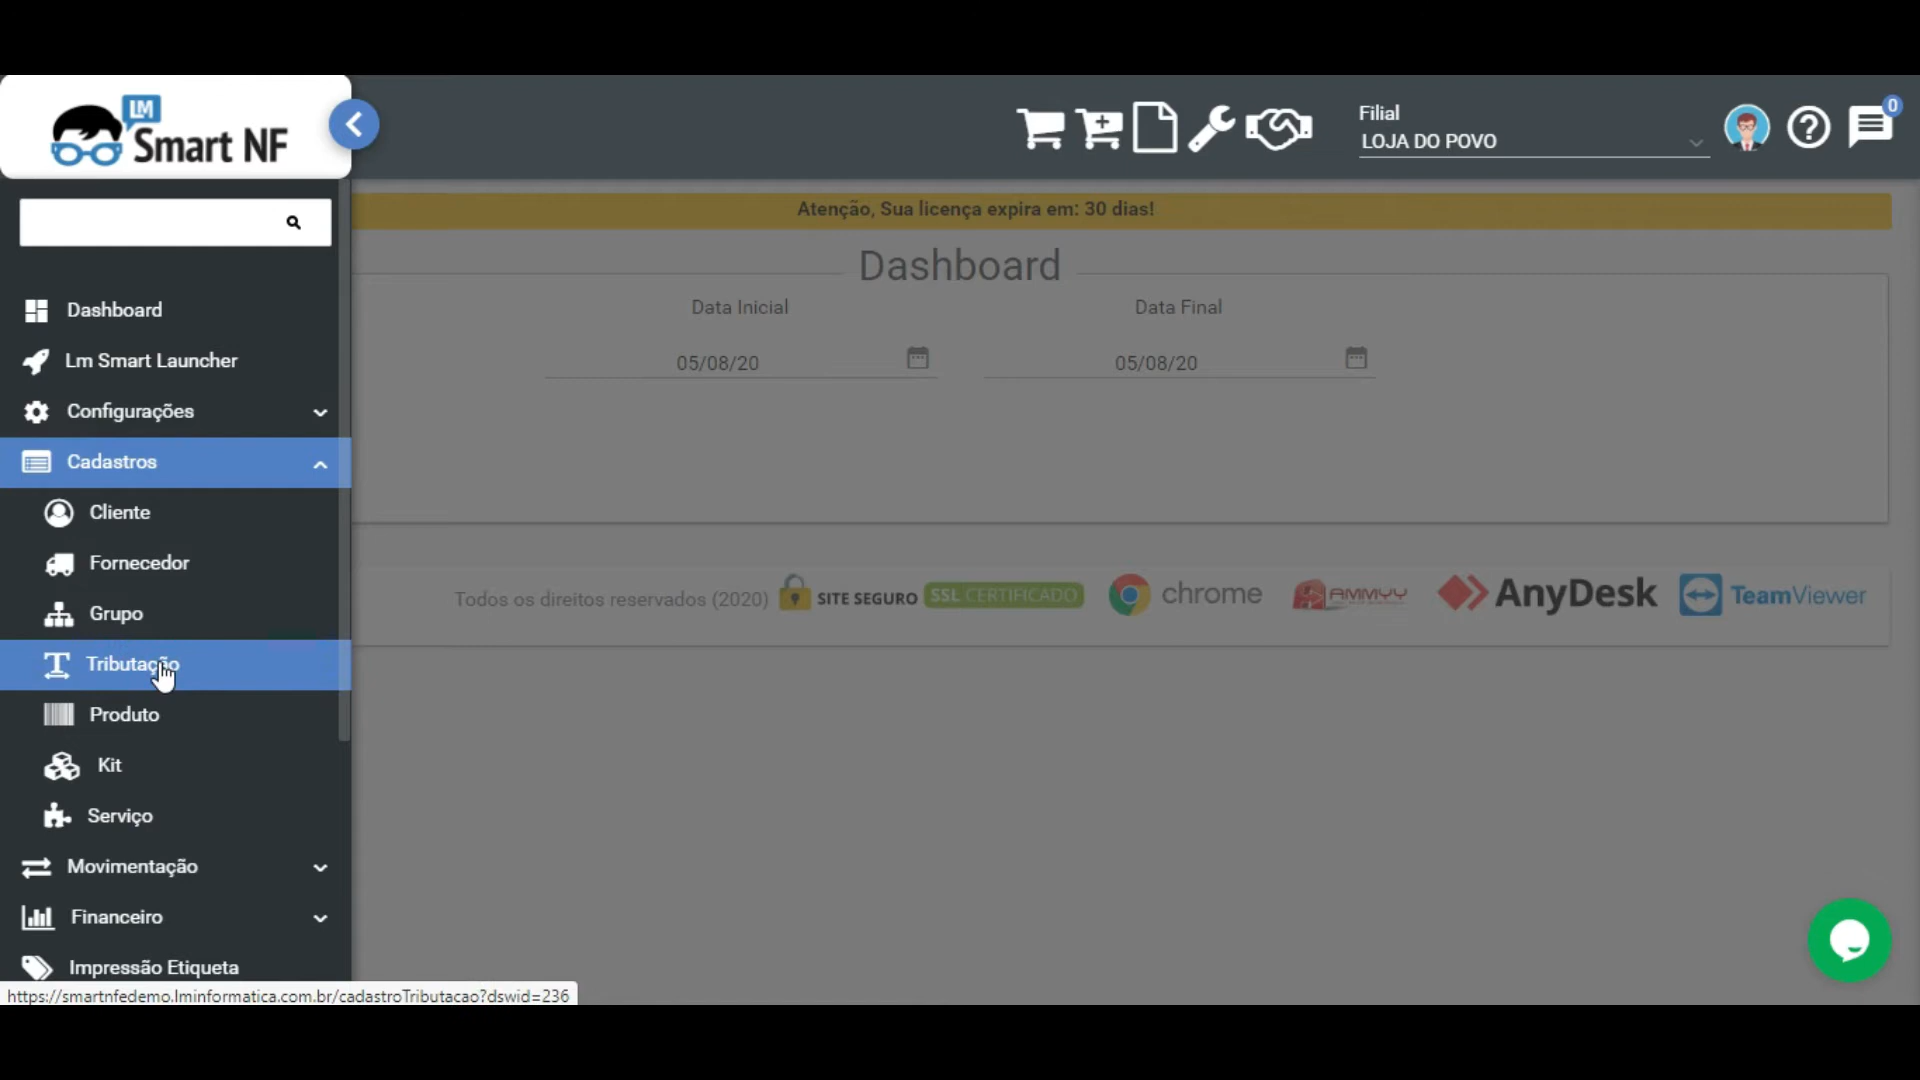 LM
Smart NF
Filial
LOJA DO POVO
0
Atenção, Sua licença expira em: 30 dias!
Dashboard
Data Inicial
Data Final
05/08/20
05/08/20
Dashboard
Lm Smart Launcher
Configurações
Cadastros
Cliente
Fornecedor
Grupo
Tributação
Produto
Kit
Serviço
Movimentação
Financeiro
Impressão Etiqueta
Todos os direitos reservados (2020) SITE SEGURO SSL CERTIFICADO chrome AMMYY AnyDesk TeamViewer
https://smartnfedemo.lminformatica.com.br/cadastroTributacao?dswid=236